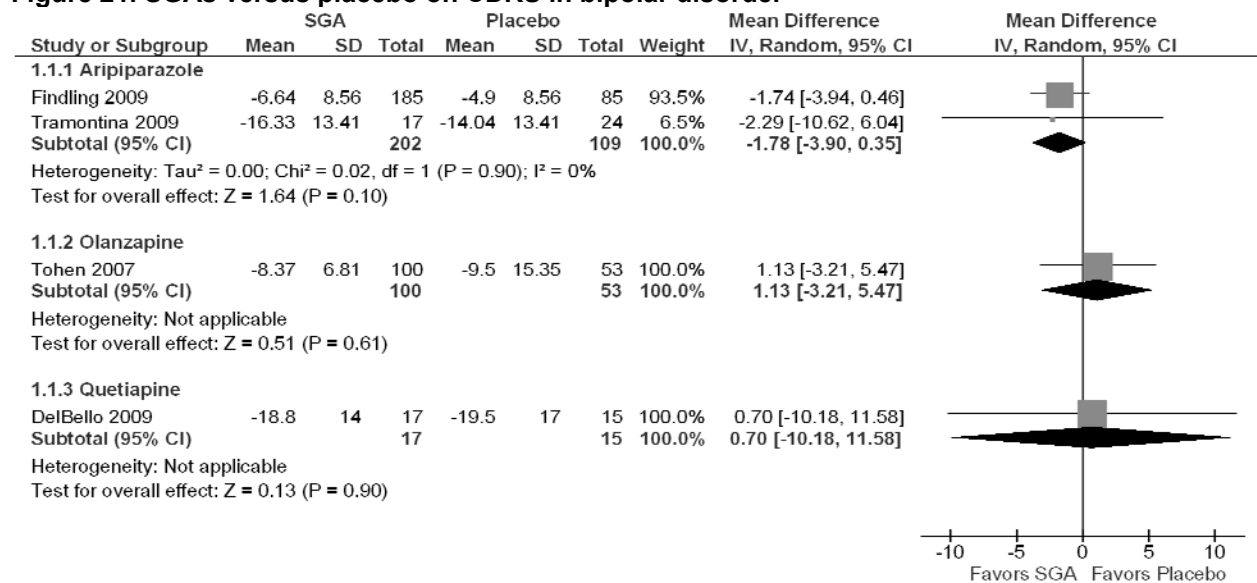 Figure 21. SGAs versus placebo on CDRS in bipolar disorder
SGA Placebo Mean Difference Mean Difference
Study or Subgroup Mean SD Total Mean SD Total Weight IV, Random, 95% CI IV, Random, 95% CI
1.1.1 Aripiparazole
Findling 2009 -6.64 8.56 185 -4.9 8.56 85 93.5% -1.74 [-3.94, 0.46]
Tramontina 2009 -16.33 13.41 17 -14.04 13.41 24 6.5% -2.29 [-10.62, 6.04]
Subtotal (95% CI) 202 109 100.0% -1.78 [-3.90, 0.35]
Heterogeneity: Tau² = 0.00; Chi² = 0.02, df = 1 (P = 0.90); I² = 0%
Test for overall effect: Z = 1.64 (P = 0.10)
1.1.2 Olanzapine
Tohen 2007 -8.37 6.81 100 -9.5 15.35 53 100.0% 1.13 [-3.21, 5.47]
Subtotal (95% CI) 100 53 100.0% 1.13 [-3.21, 5.47]
Heterogeneity: Not applicable
Test for overall effect: Z = 0.51 (P = 0.61)
1.1.3 Quetiapine
DelBello 2009 -18.8 14 17 -19.5 17 15 100.0% 0.70 [-10.18, 11.58]
Subtotal (95% CI) 17 15 100.0% 0.70 [-10.18, 11.58]
Heterogeneity: Not applicable
Test for overall effect: Z = 0.13 (P = 0.90)
-10 -5 0 5 10
Favors SGA Favors Placebo